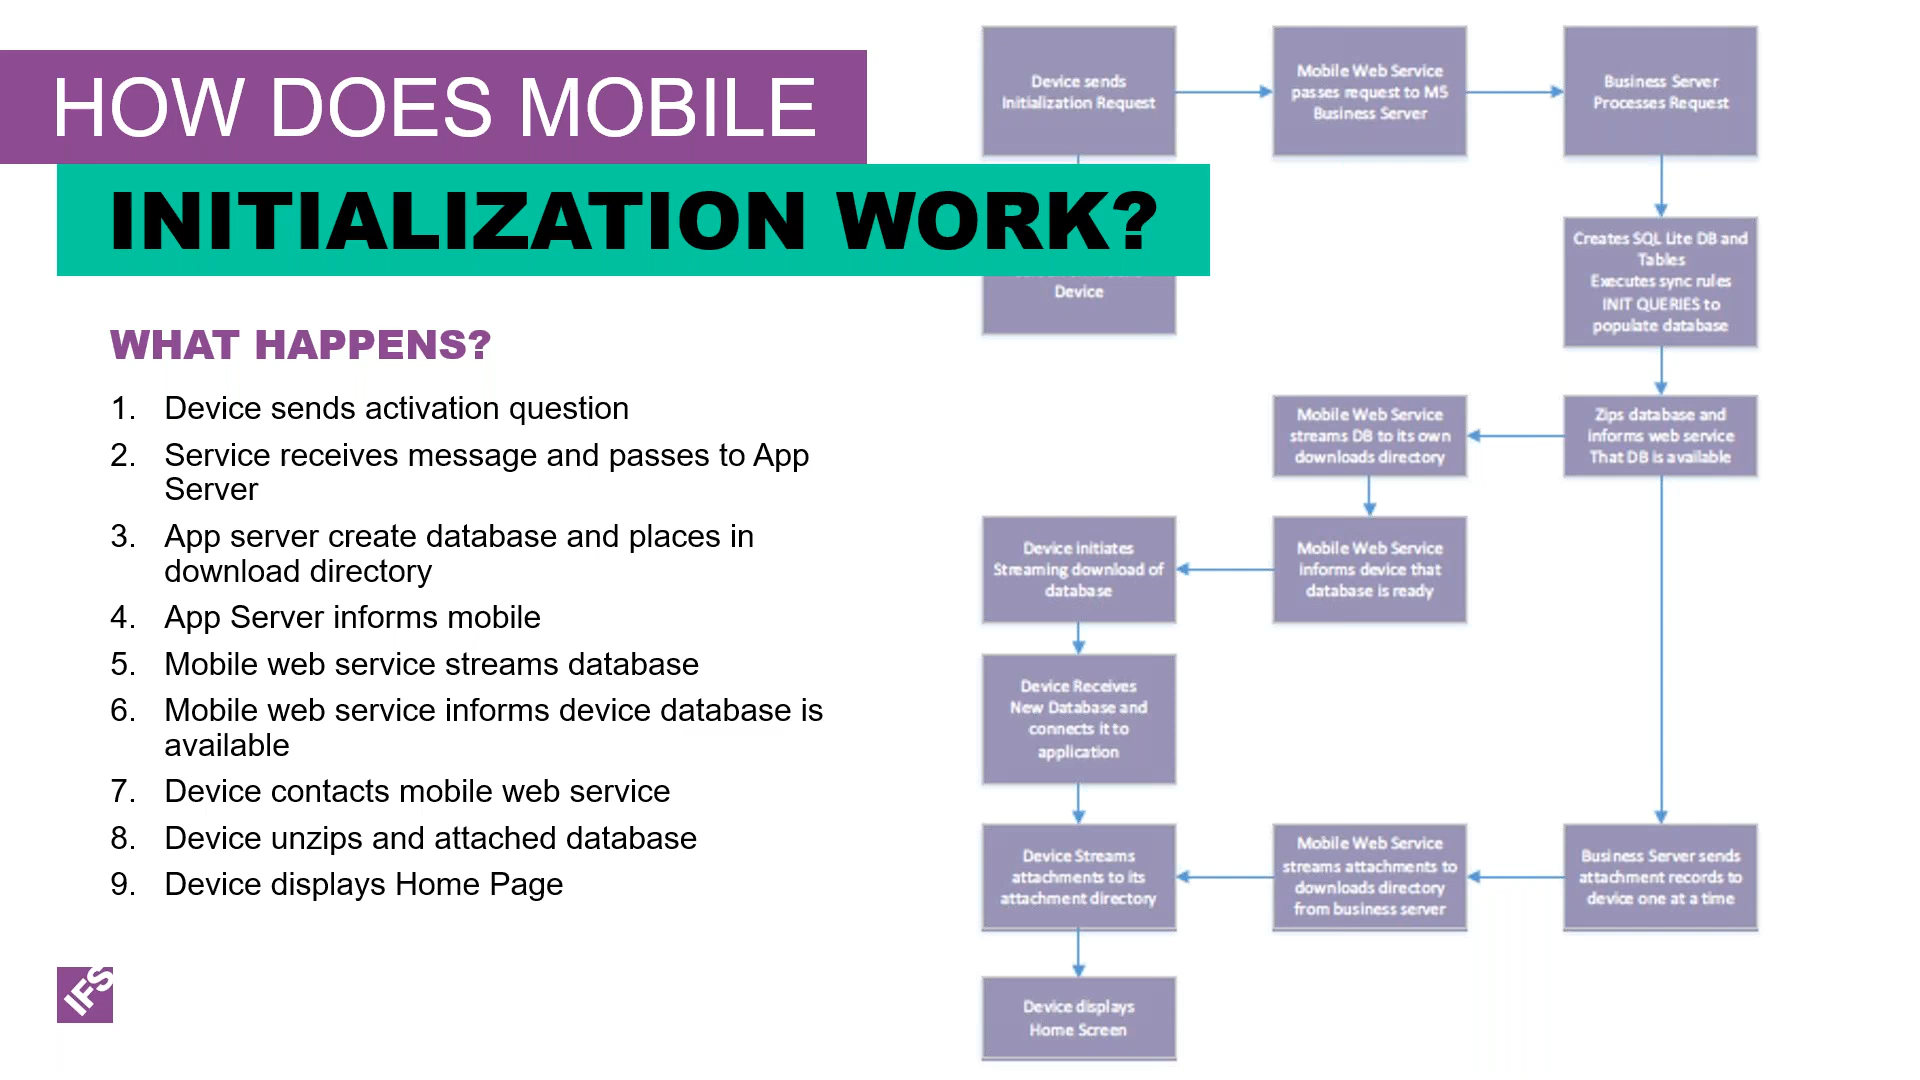 HOW DOES MOBILE
INITIALIZATION WORK?
WHAT HAPPENS?
1. Device sends activation question
2. Service receives message and passes to App
Server
3. App server create database and places in
download directory
4. App Server informs mobile
5. Mobile web service streams database
6. Mobile web service informs device database is
available
7. Device contacts mobile web service
8. Device unzips and attached database
9. Device displays Home Page
IFS
Device sends
Initialization Request
Mobile Web Service
passes request to M5
Business Server
Business Server
Processes Request
Device
Creates SQL Lite DB and
Tables
Executes sync rules
INIT QUERIES to
populate database
Mobile Web Service
streams DB to its own
downloads directory
Zips database and
informs web service
That DB is available
Device initiates
Streaming download of
database
Mobile Web Service
informs device that
database is ready
Device Receives
New Database and
connects it to
application
Device Streams
attachments to its
attachment directory
Mobile Web Service
streams attachments to
downloads directory
from business server
Business Server sends
attachment records to
device one at a time
Device displays
Home Screen